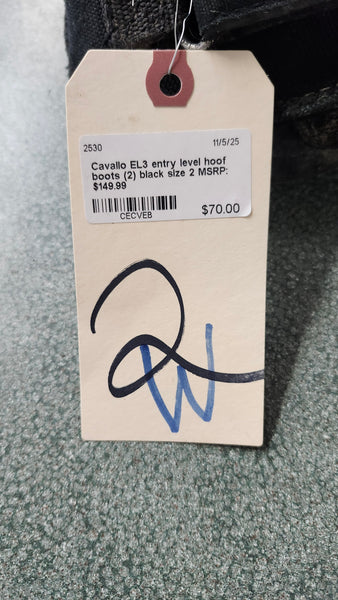 2530 11/5/25
Cavallo EL3 entry level hoof
boots (2) black size 2 MSRP:
$149.99
CECVEB $70.00
2
W